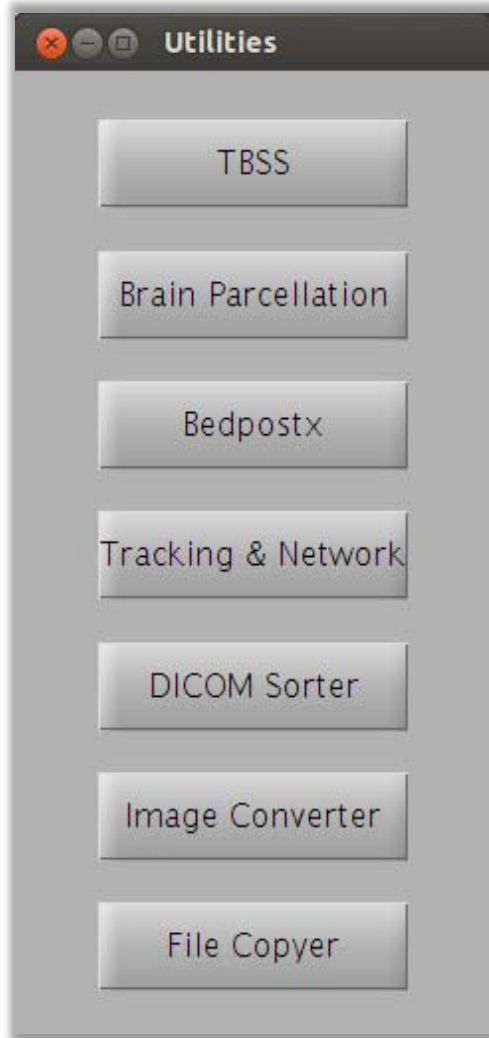 Utilities
TBSS
Brain Parcellation
Bedpostx
Tracking & Network
DICOM Sorter
Image Converter
File Copyer